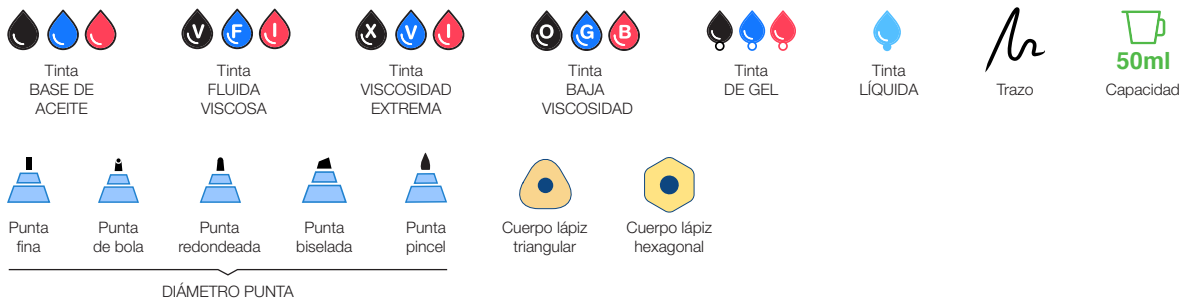 V F I
X V I
O G B
Tinta
BASE DE
ACEITE
Tinta
FLUIDA
VISCOSA
Tinta
VISCOSIDAD
EXTREMA
Tinta
BAJA
VISCOSIDAD
Tinta
DE GEL
Tinta
LÍQUIDA
Trazo
50ml
Capacidad
Punta
fina
Punta
de bola
Punta
redondeada
Punta
biselada
Punta
pincel
Cuerpo lápiz
triangular
Cuerpo lápiz
hexagonal
DIÁMETRO PUNTA